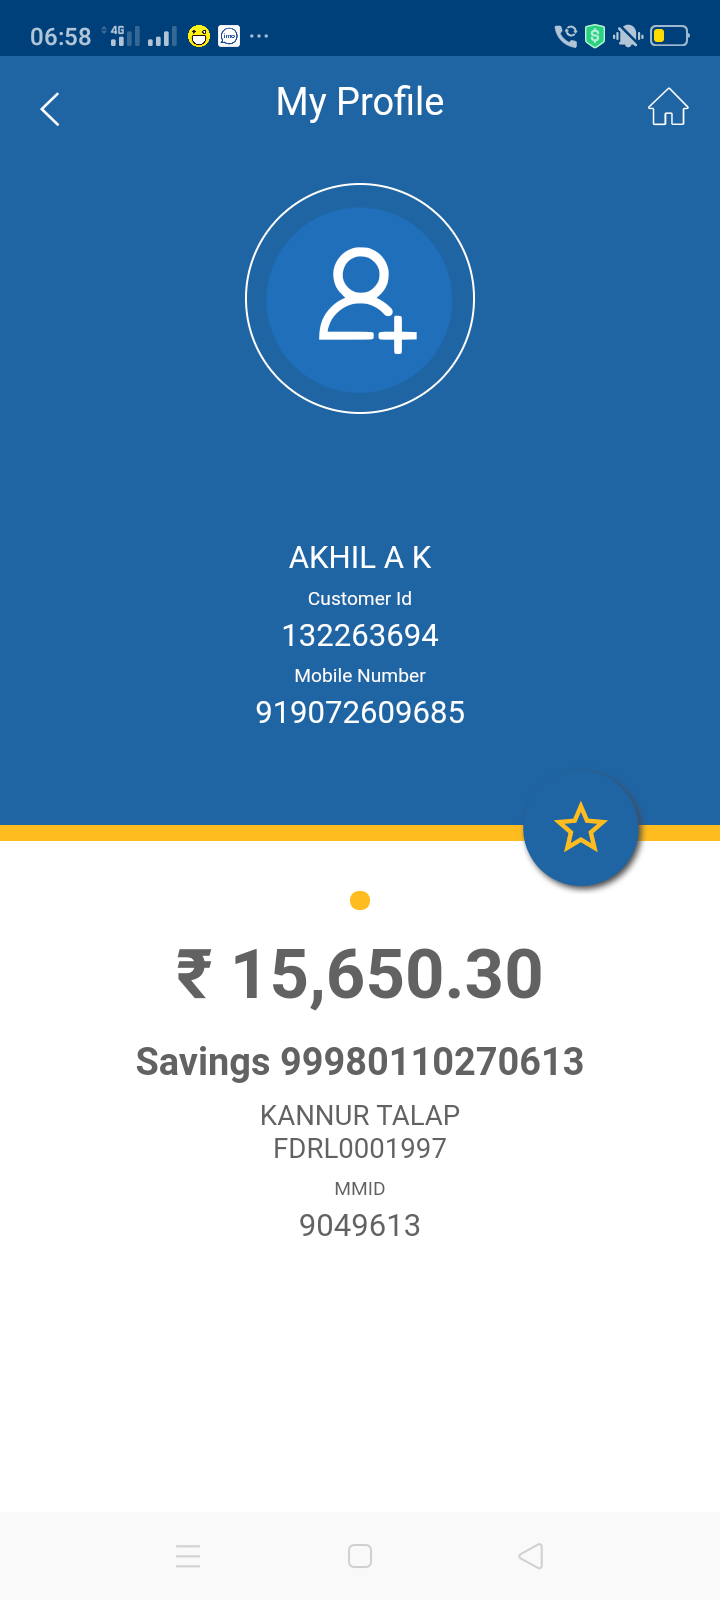 06:58 4G imo ...
My Profile
AKHIL A K
Customer Id
132263694
Mobile Number
919072609685
₹ 15,650.30
Savings 99980110270613
KANNUR TALAP
FDRL0001997
MMID
9049613